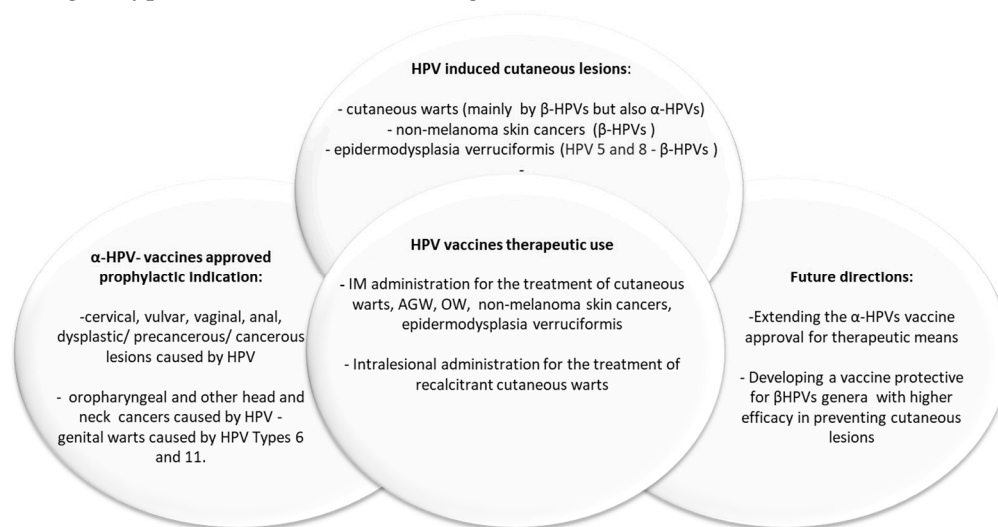 HPV induced cutaneous lesions:
- cutaneous warts (mainly by β-HPVs but also α-HPVs)
- non-melanoma skin cancers (β-HPVs )
- epidermodysplasia verruciformis (HPV 5 and 8 - β-HPVs )
-
α-HPV- vaccines approved
prophylactic indication:
-cervical, vulvar, vaginal, anal,
dysplastic/ precancerous/ cancerous
lesions caused by HPV
- oropharyngeal and other head and
neck cancers caused by HPV -
genital warts caused by HPV Types 6
and 11.
HPV vaccines therapeutic use
- IM administration for the treatment of cutaneous
warts, AGW, OW, non-melanoma skin cancers,
epidermodysplasia verruciformis
- Intralesional administration for the treatment of
recalcitrant cutaneous warts
Future directions:
-Extending the α-HPVs vaccine
approval for therapeutic means
- Developing a vaccine protective
for βHPVs genera with higher
efficacy in preventing cutaneous
lesions